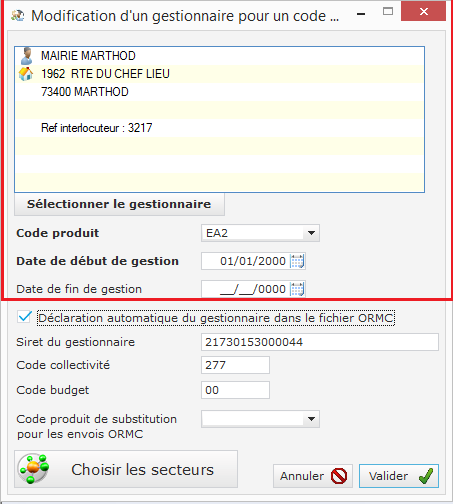 Modification d'un gestionnaire pour un code ...
MAIRIE MARTHOD
1962 RTE DU CHEF LIEU
73400 MARTHOD
Ref interlocuteur : 3217
Sélectionner le gestionnaire
Code produit EA2
Date de début de gestion 01/01/2000
Date de fin de gestion __/__/0000
Déclaration automatique du gestionnaire dans le fichier ORMC
Siret du gestionnaire 21730153000044
Code collectivité 277
Code budget 00
Code produit de substitution
pour les envois ORMC
Choisir les secteurs
Annuler Valider